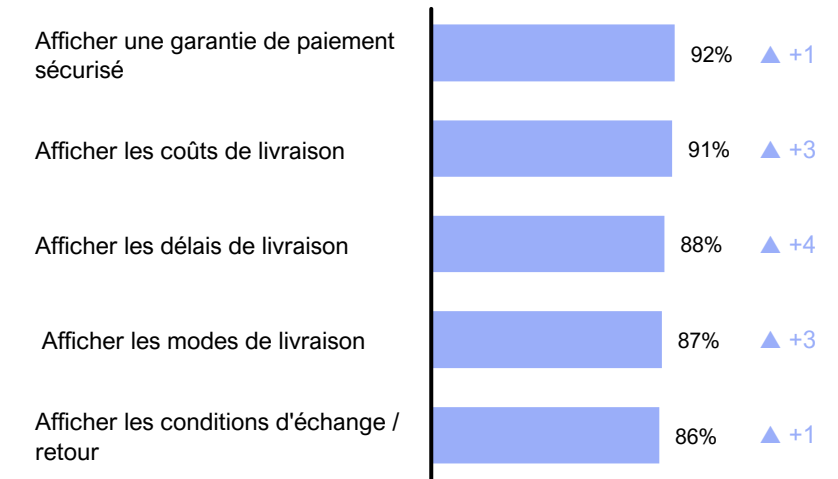 Afficher une garantie de paiement
sécurisé
92% ▲ +1
Afficher les coûts de livraison
91% ▲ +3
Afficher les délais de livraison
88% ▲ +4
Afficher les modes de livraison
87% ▲ +3
Afficher les conditions d'échange /
retour
86% ▲ +1